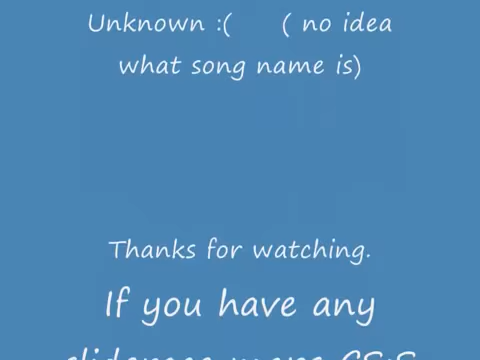 Unknown :( ( no idea
what song name is)
Thanks for watching.
If you have any